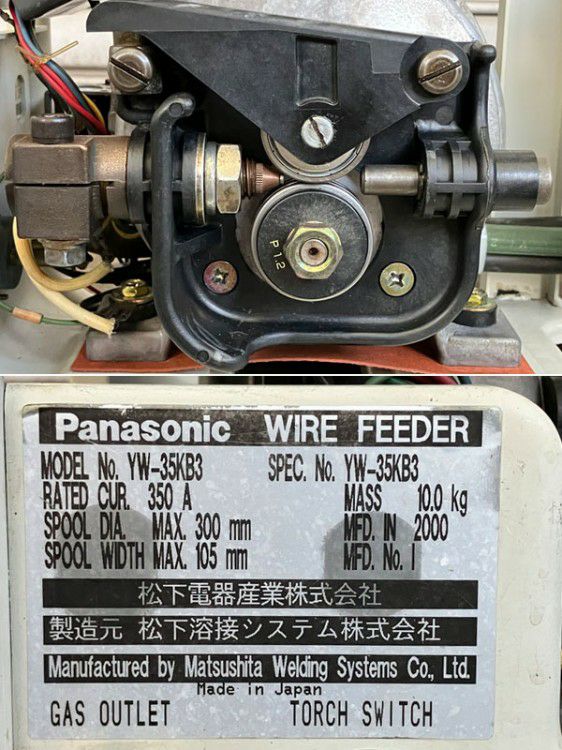 P 1.2
Panasonic WIRE FEEDER
MODEL No. YW-35KB3 SPEC. No. YW-35KB3
RATED CUR. 350 A MASS 10.0 kg
SPOOL DIA. MAX. 300 mm MFD. IN 2000
SPOOL WIDTH MAX. 105 mm MFD. No. I
松下電器産業株式会社
製造元 松下溶接システム株式会社
Manufactured by Matsushita Welding Systems Co., Ltd.
Made in Japan
GAS OUTLET TORCH SWITCH